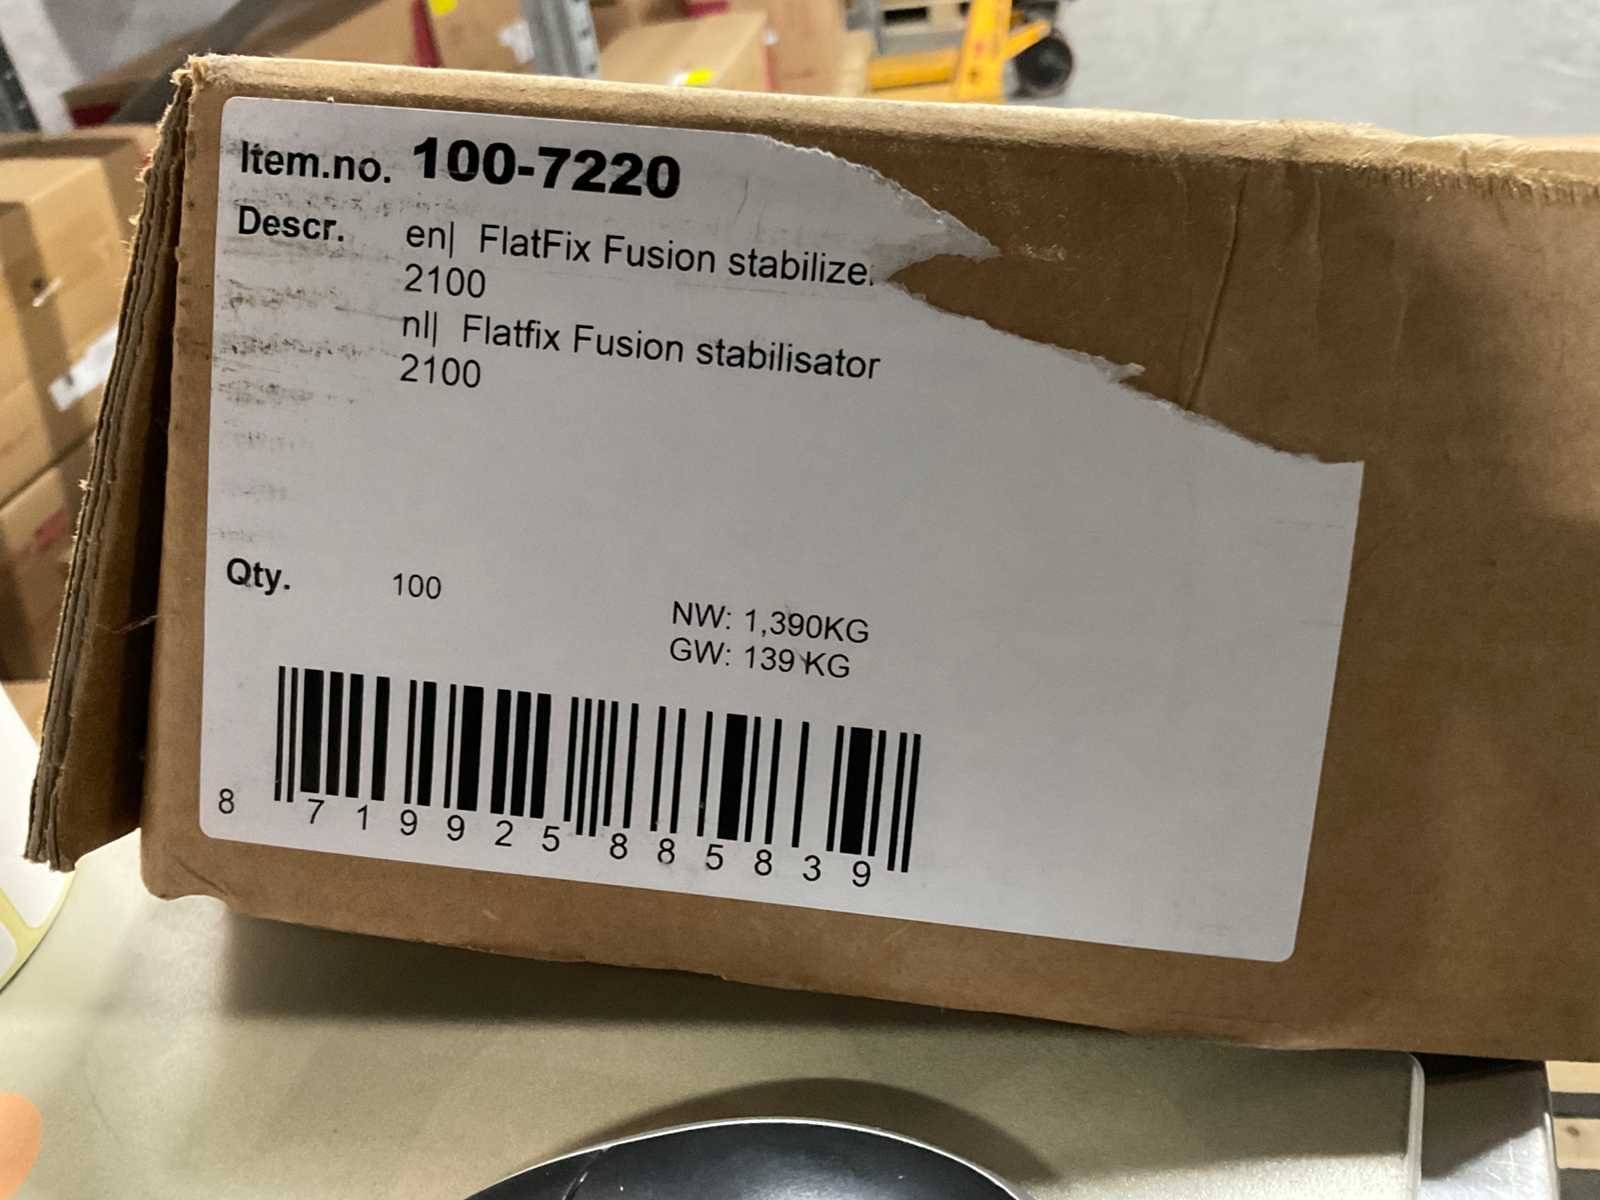 Item.no. 100-7220
Descr. en| FlatFix Fusion stabilize
2100
nl| Flatfix Fusion stabilisator
2100
Qty. 100
NW: 1,390KG
GW: 139 KG
8 719925 885839